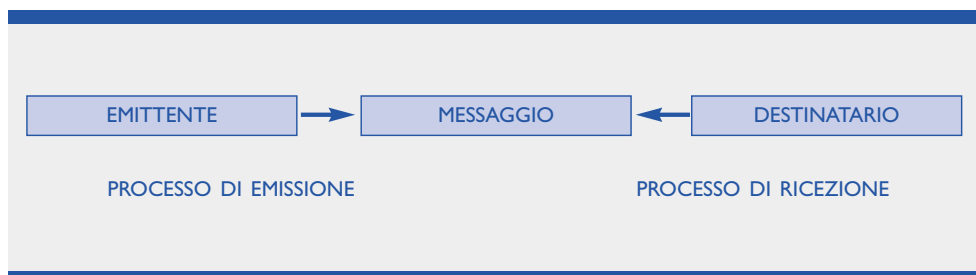 EMITTENTE MESSAGGIO DESTINATARIO
PROCESSO DI EMISSIONE PROCESSO DI RICEZIONE